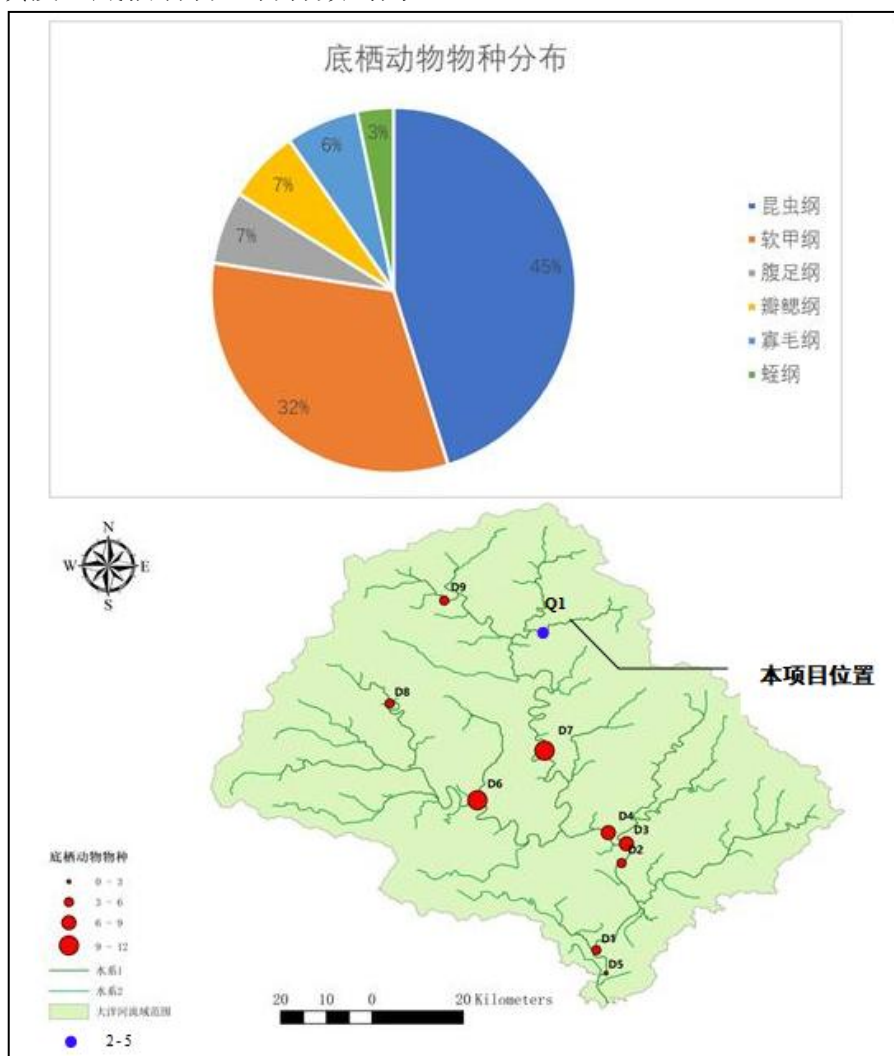 底栖动物物种分布
3%
6%
7%
7%
45%
32%
昆虫纲
软甲纲
腹足纲
瓣鳃纲
寡毛纲
蛭纲
N
W
E
S
D9
Q1
本项目位置
D8
D7
D6
D4
D3
D2
D1
D5
底栖动物物种
0 - 3
3 - 6
6 - 9
9 - 12
水系1
水系2
大洋河流域范围
2-5
20 10 0 20 Kilometers